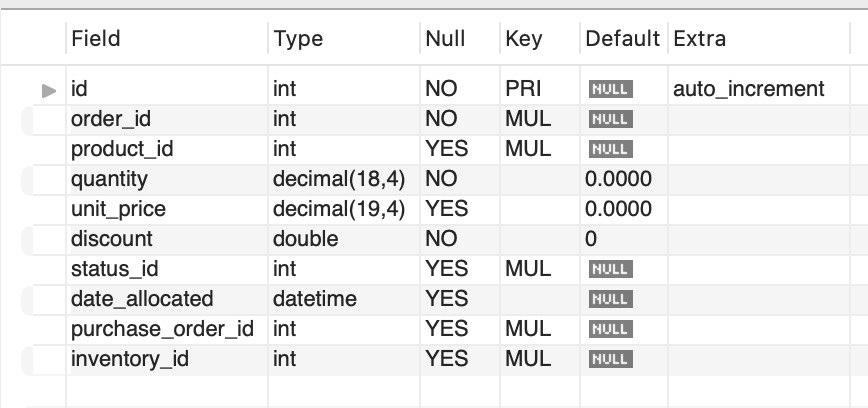 Field Type Null Key Default Extra
id int NO PRI NULL auto_increment
order_id int NO MUL NULL
product_id int YES MUL NULL
quantity decimal(18,4) NO 0.0000
unit_price decimal(19,4) YES 0.0000
discount double NO 0
status_id int YES MUL NULL
date_allocated datetime YES NULL
purchase_order_id int YES MUL NULL
inventory_id int YES MUL NULL